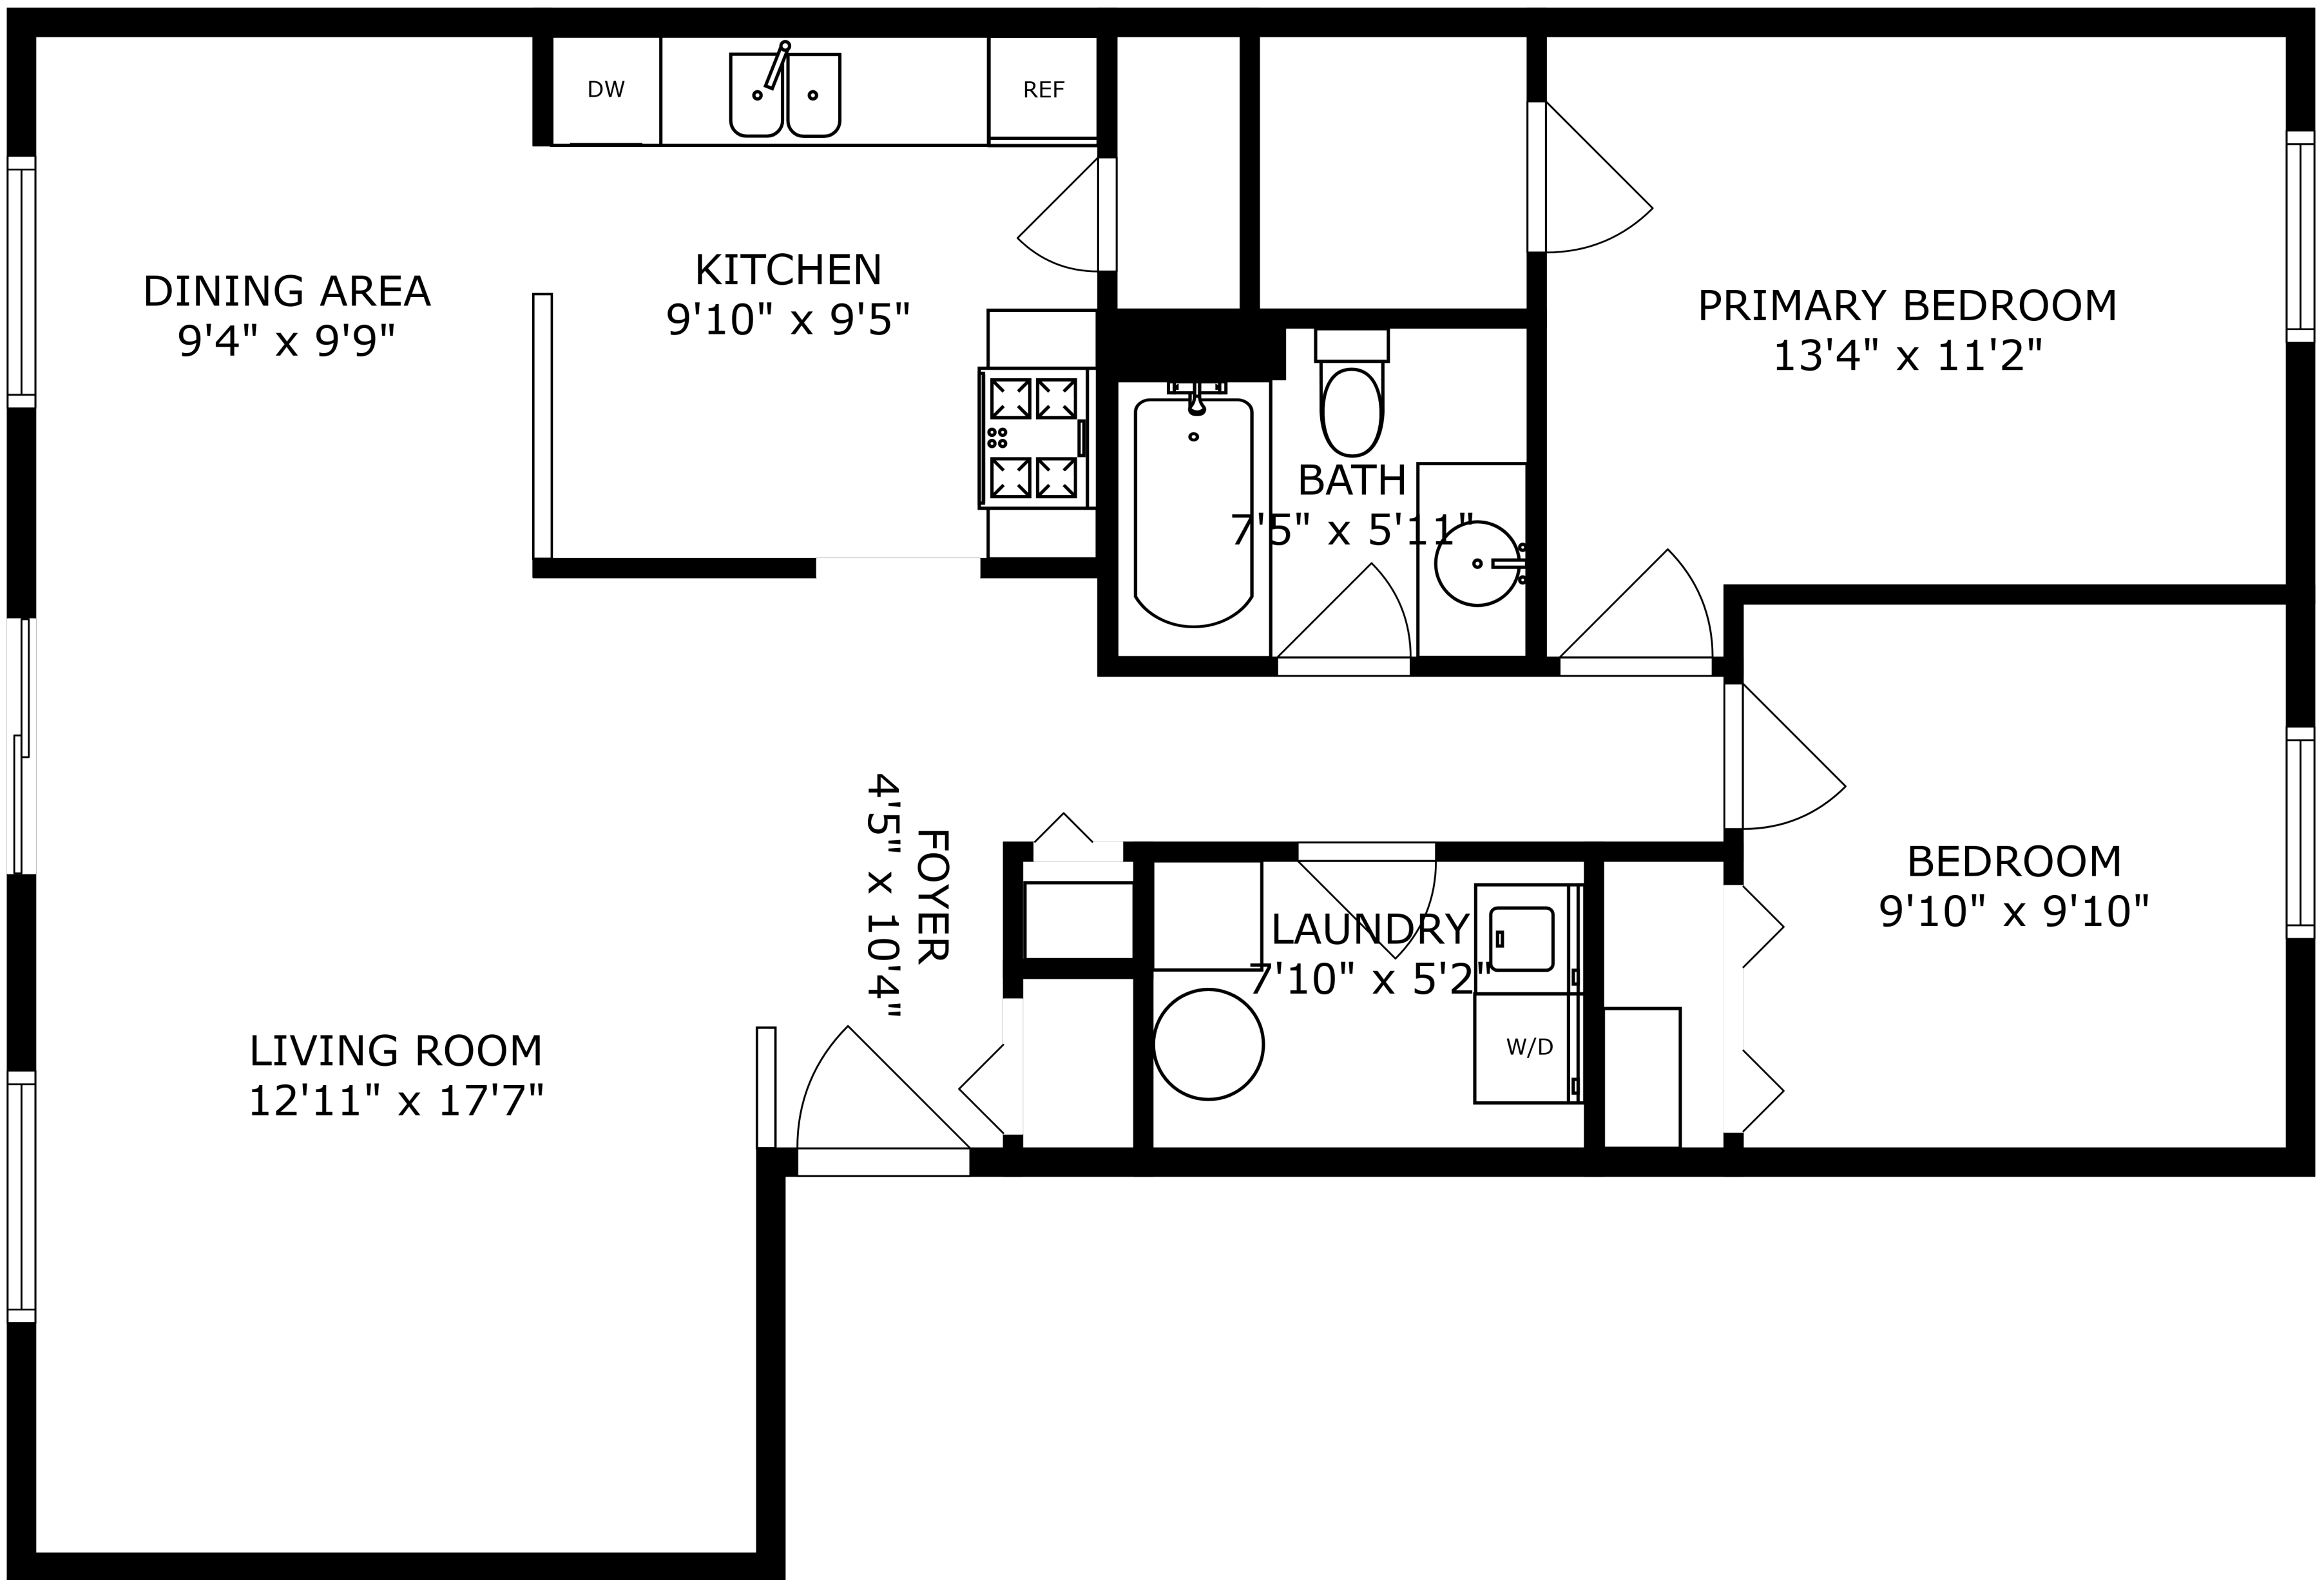 DW
REF
DINING AREA
9'4" x 9'9"
KITCHEN
9'10" x 9'5"
PRIMARY BEDROOM
13'4" x 11'2"
BATH
7'5" x 5'11"
FOYER
4'5" x 10'4"
BEDROOM
9'10" x 9'10"
LAUNDRY
7'10" x 5'2"
W/D
LIVING ROOM
12'11" x 17'7"